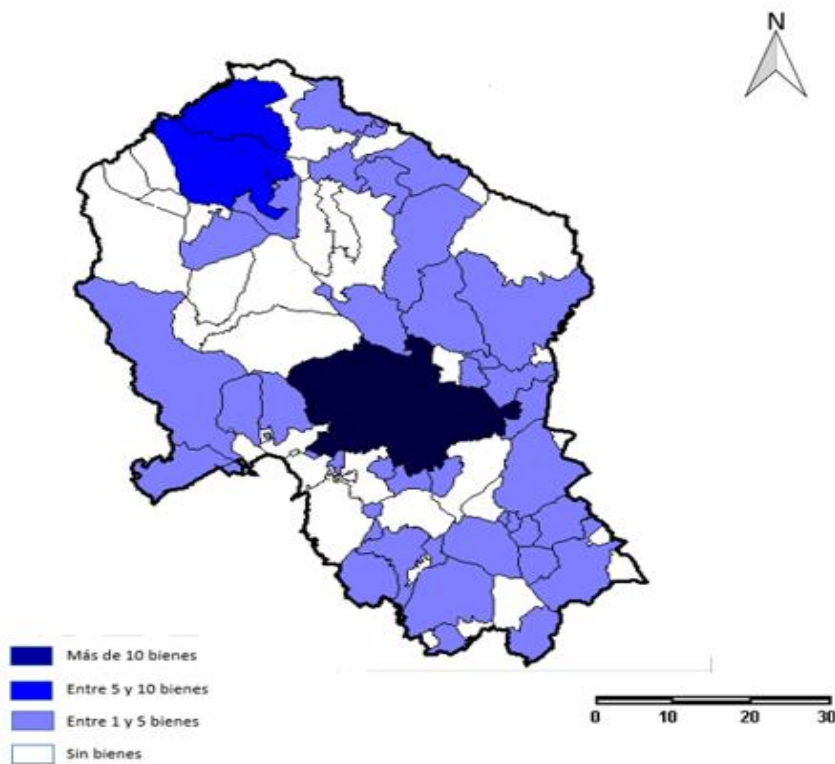 N
Más de 10 bienes
Entre 5 y 10 bienes
Entre 1 y 5 bienes
Sin bienes
0 10 20 30